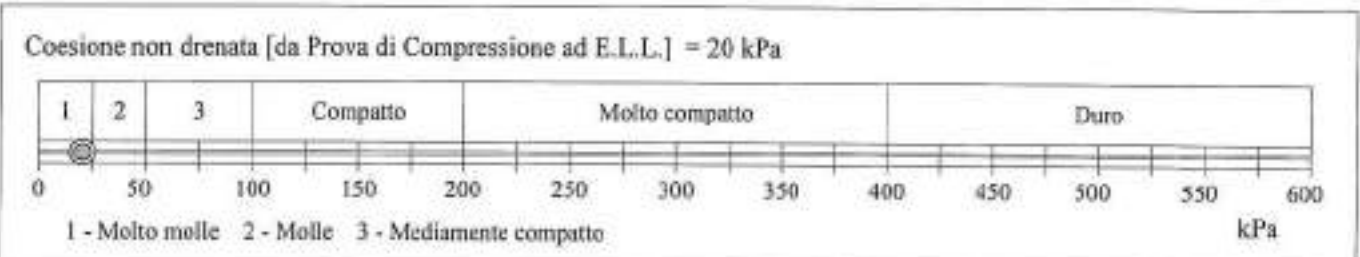 Coesione non drenata [da Prova di Compressione ad E.L.L.] = 20 kPa
1 2 3 Compatto Molto compatto Duro
0 50 100 150 200 250 300 350 400 450 500 550 600
1 - Molto molle 2 - Molle 3 - Mediamente compatto kPa